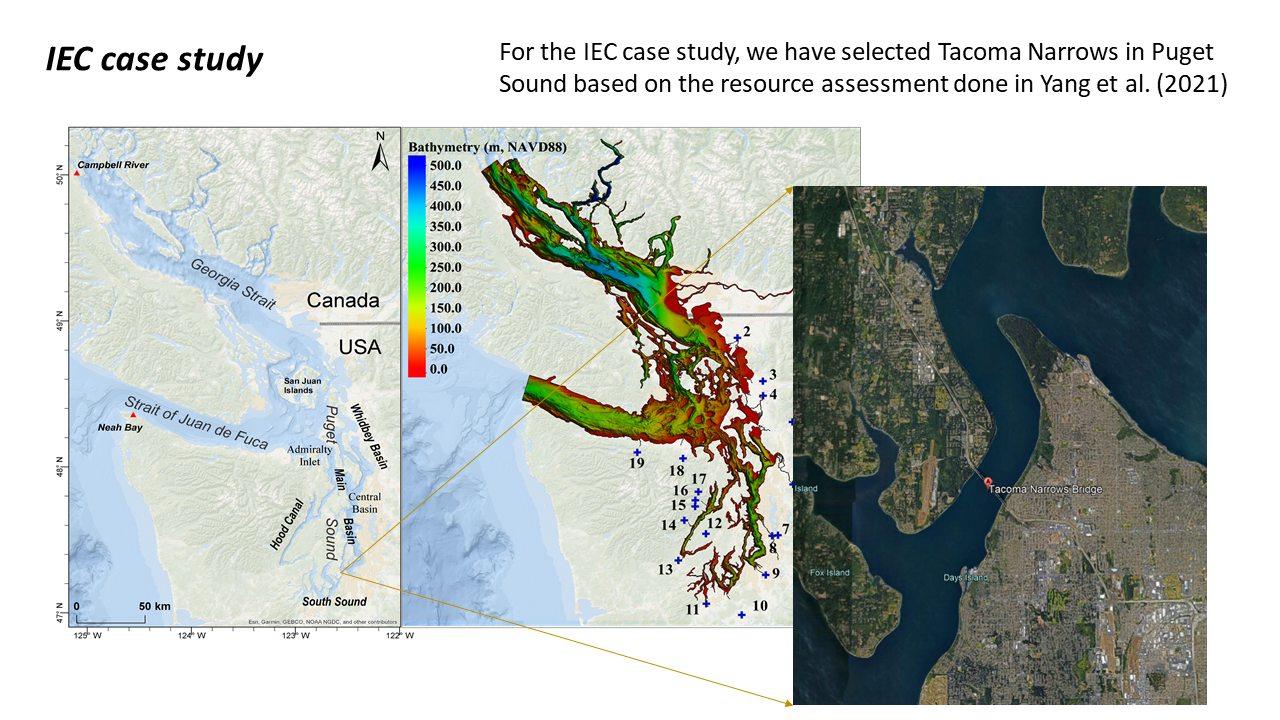 IEC case study
For the IEC case study, we have selected Tacoma Narrows in Puget
Sound based on the resource assessment done in Yang et al. (2021)
N
Campbell River
50° N
Georgia Strait
Canada
49° N
USA
San Juan
Islands
Strait of Juan de Fuca
Neah Bay
Puget
Sound
Whidbey Basin
Admiralty
Inlet
48° N
Main
Basin
Central
Basin
Hood Canal
South Sound
0 50 km
47° N
Esri, Garmin, GEBCO, NOAA NGDC, and other contributors
125° W 124° W 123° W 122° W
Bathymetry (m, NAVD88)
500.0
450.0
400.0
350.0
300.0
250.0
200.0
150.0
100.0
50.0
0.0
2
3
4
19
18
17
16
15
14
12
7
8
13
9
11
10
Tacoma Narrows Bridge
Island
Fox Island
Days Island